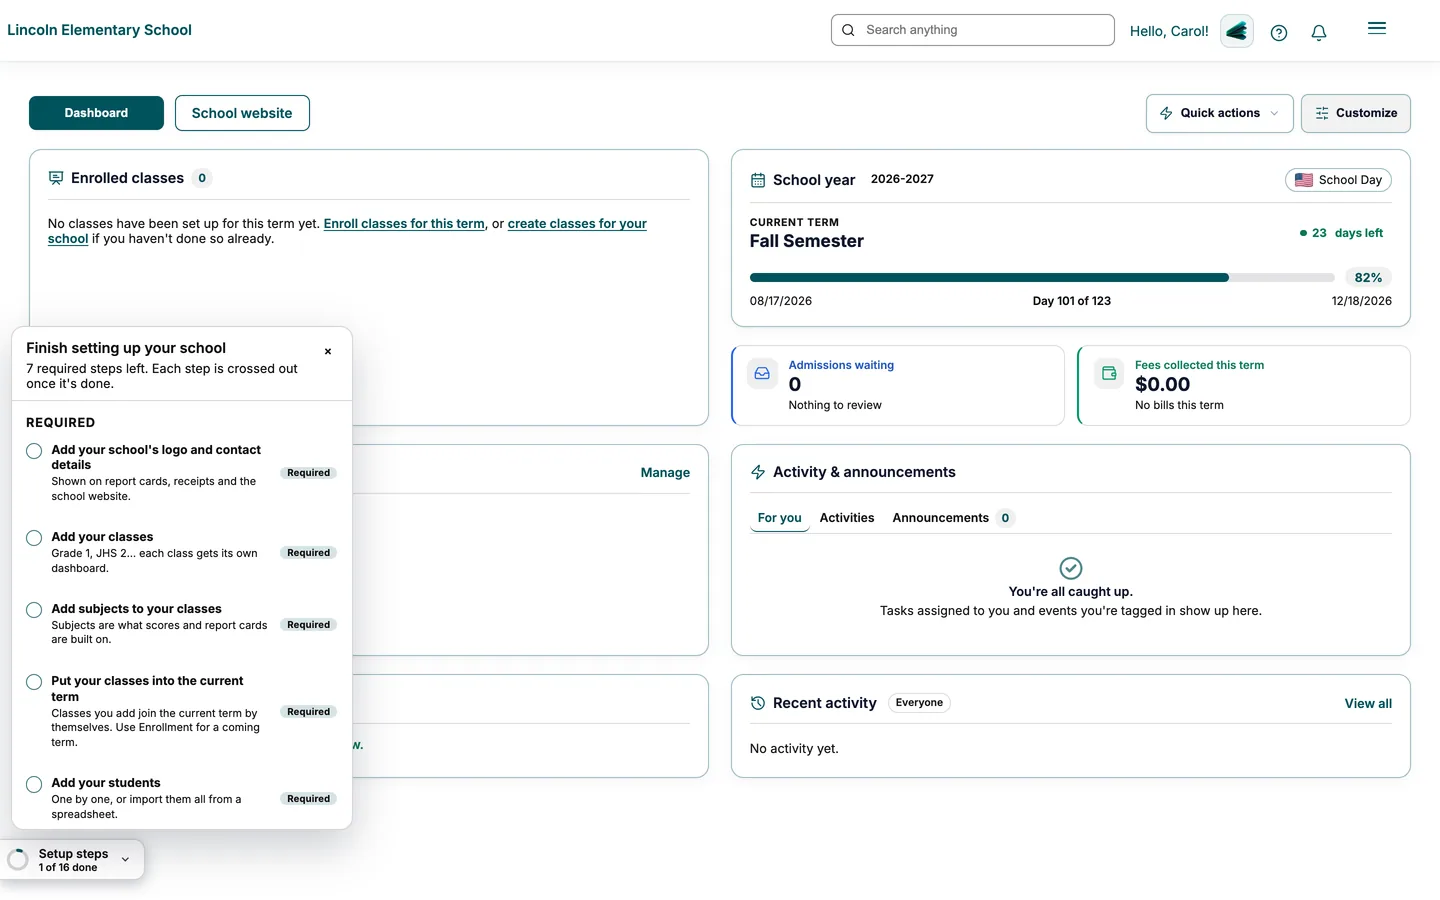 Lincoln Elementary School
Search anything
Hello, Carol!
Dashboard
School website
Quick actions
Customize
Enrolled classes 0
No classes have been set up for this term yet. Enroll classes for this term, or create classes for your
school if you haven't done so already.
School year 2026-2027
School Day
CURRENT TERM
Fall Semester
23 days left
82%
08/17/2026
Day 101 of 123
12/18/2026
Admissions waiting
0
Nothing to review
Fees collected this term
$0.00
No bills this term
Manage
Activity & announcements
For you
Activities
Announcements 0
You're all caught up.
Tasks assigned to you and events you're tagged in show up here.
w.
Recent activity Everyone
View all
No activity yet.
Finish setting up your school
×
7 required steps left. Each step is crossed out
once it's done.
REQUIRED
Add your school's logo and contact
details
Shown on report cards, receipts and the
school website.
Required
Add your classes
Grade 1, JHS 2... each class gets its own
dashboard.
Required
Add subjects to your classes
Subjects are what scores and report cards
are built on.
Required
Put your classes into the current
term
Classes you add join the current term by
themselves. Use Enrollment for a coming
term.
Required
Add your students
One by one, or import them all from a
spreadsheet.
Required
Setup steps
1 of 16 done